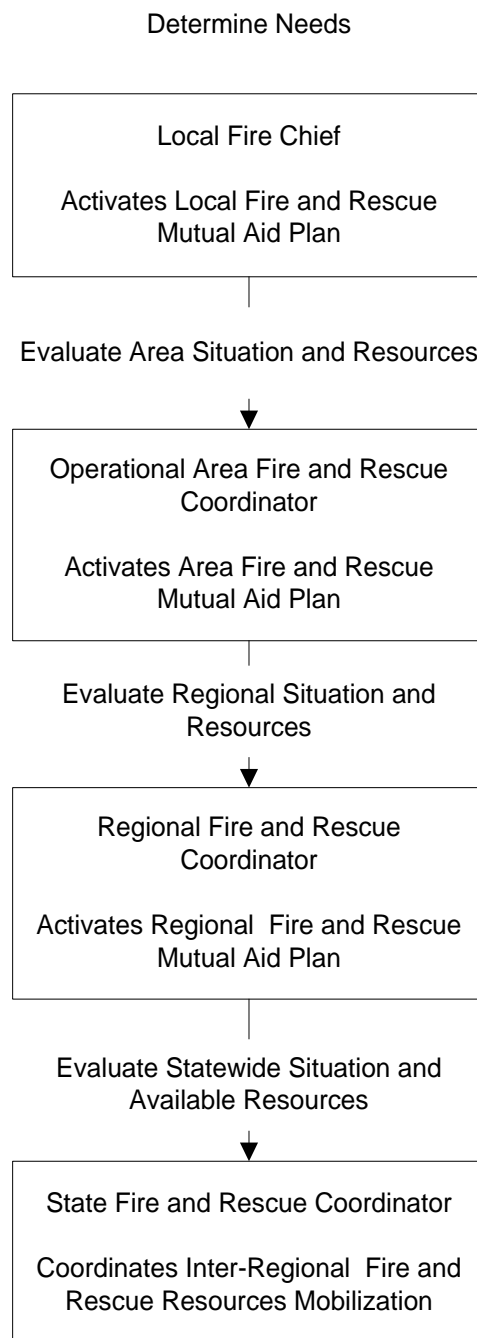 Determine Needs
Local Fire Chief
Activates Local Fire and Rescue
Mutual Aid Plan
Evaluate Area Situation and Resources
Operational Area Fire and Rescue
Coordinator
Activates Area Fire and Rescue
Mutual Aid Plan
Evaluate Regional Situation and
Resources
Regional Fire and Rescue
Coordinator
Activates Regional  Fire and Rescue
Mutual Aid Plan
Evaluate Statewide Situation and
Available Resources
State Fire and Rescue Coordinator
Coordinates Inter-Regional  Fire and
Rescue Resources Mobilization